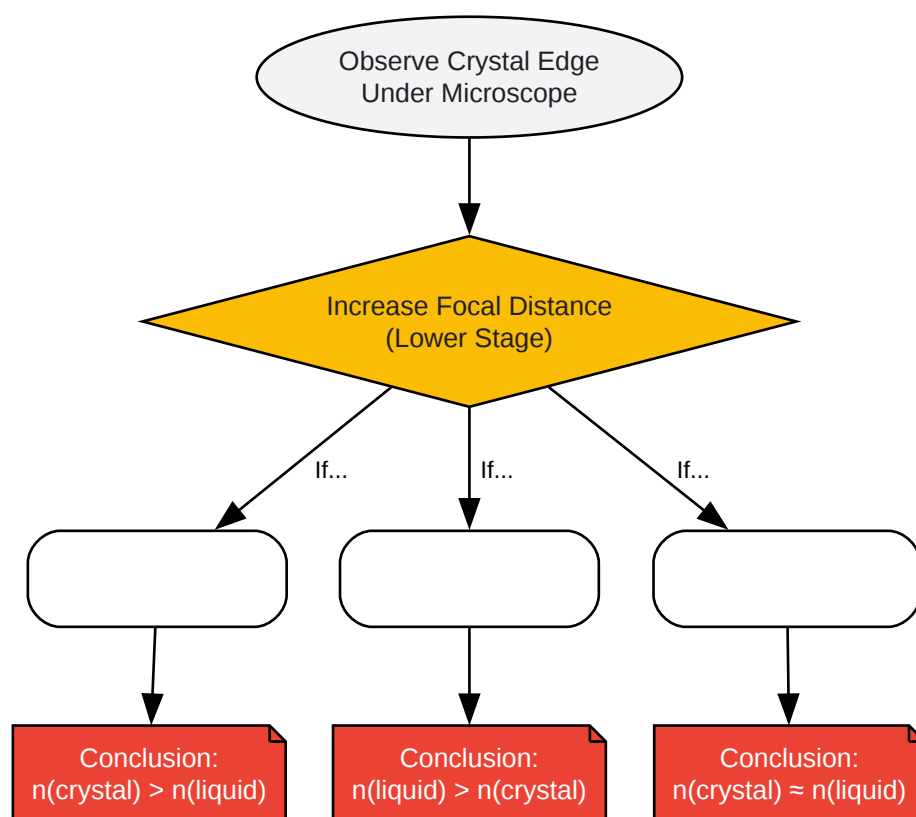 Observe Crystal Edge
Under Microscope
Increase Focal Distance
(Lower Stage)
If...
If...
If...
Conclusion:
n(crystal) > n(liquid)
Conclusion:
n(liquid) > n(crystal)
Conclusion:
n(crystal) ≈ n(liquid)